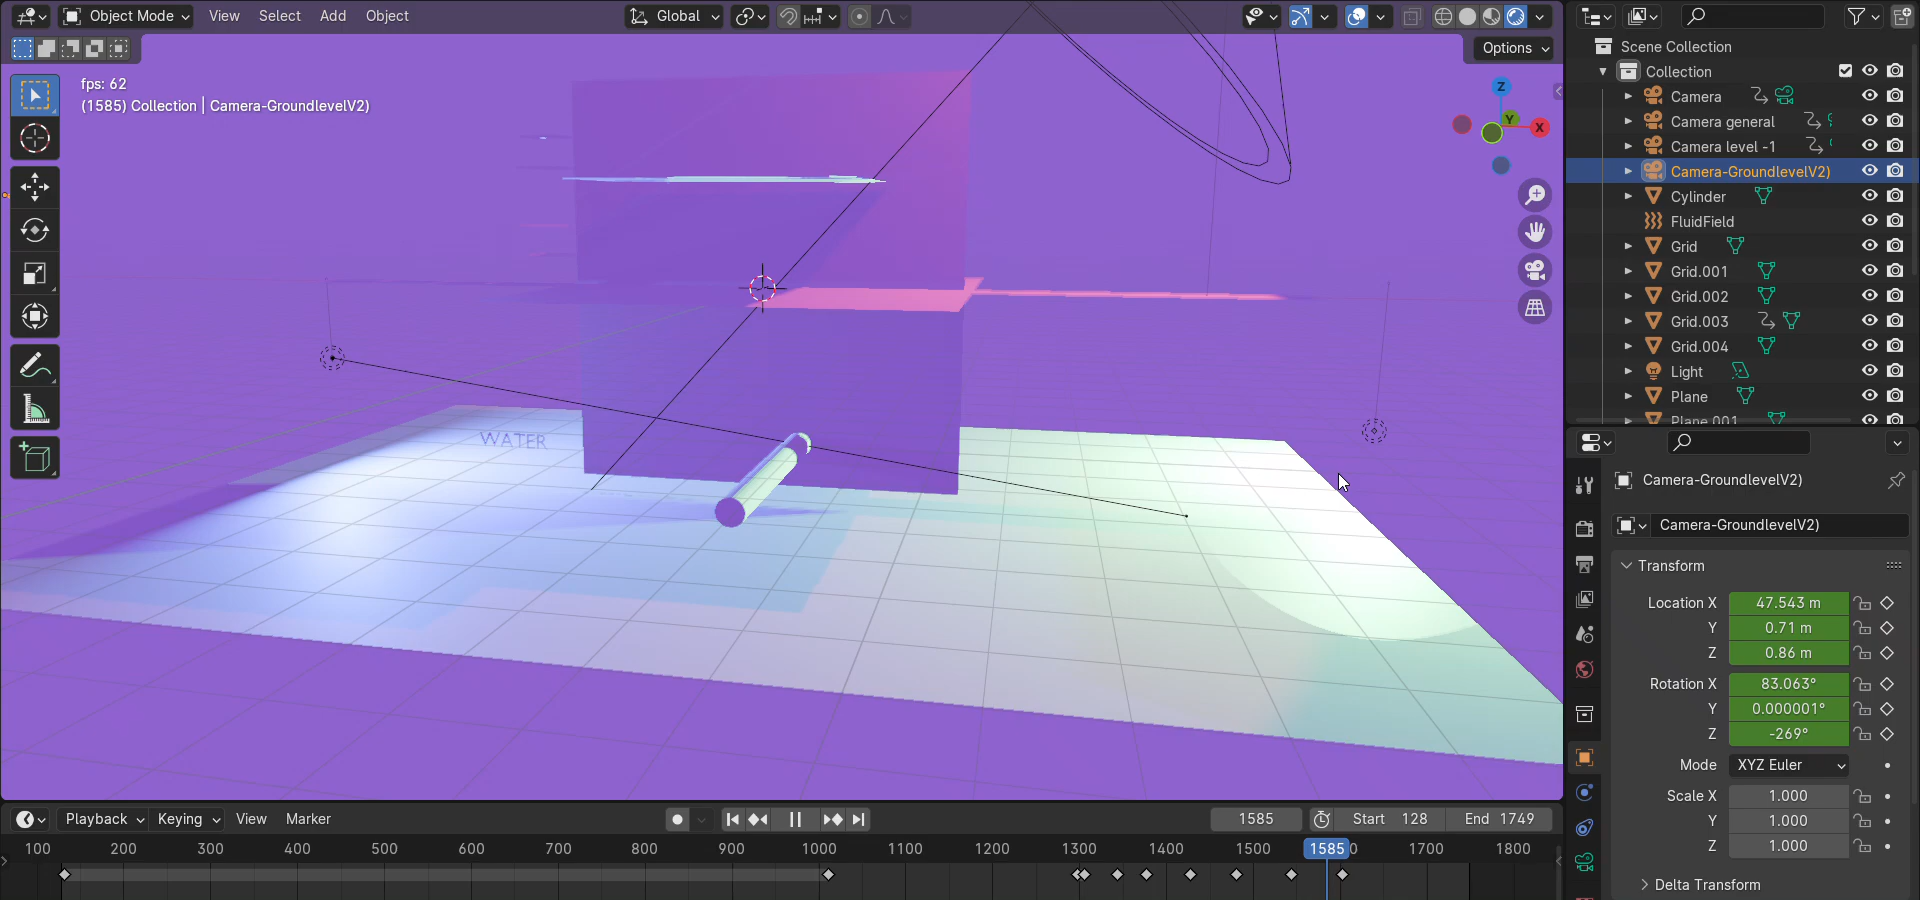 Object Mode
View
Select
Add
Object
Global
Options
fps: 62
(1585) Collection | Camera-GroundlevelV2)
Z
Y
X
WATER
Scene Collection
Collection
Camera
Camera general
Camera level -1
Camera-GroundlevelV2)
Cylinder
FluidField
Grid
Grid.001
Grid.002
Grid.003
Grid.004
Light
Plane
Plane.001
Camera-GroundlevelV2)
Camera-GroundlevelV2)
Transform
Location X 47.543 m
Y 0.71 m
Z 0.86 m
Rotation X 83.063°
Y 0.000001°
Z -269°
Mode XYZ Euler
Scale X 1.000
Y 1.000
Z 1.000
Delta Transform
Playback
Keying
View
Marker
1585
Start 128
End 1749
100 200 300 400 500 600 700 800 900 1000 1100 1200 1300 1400 1500 1585 1700 1800